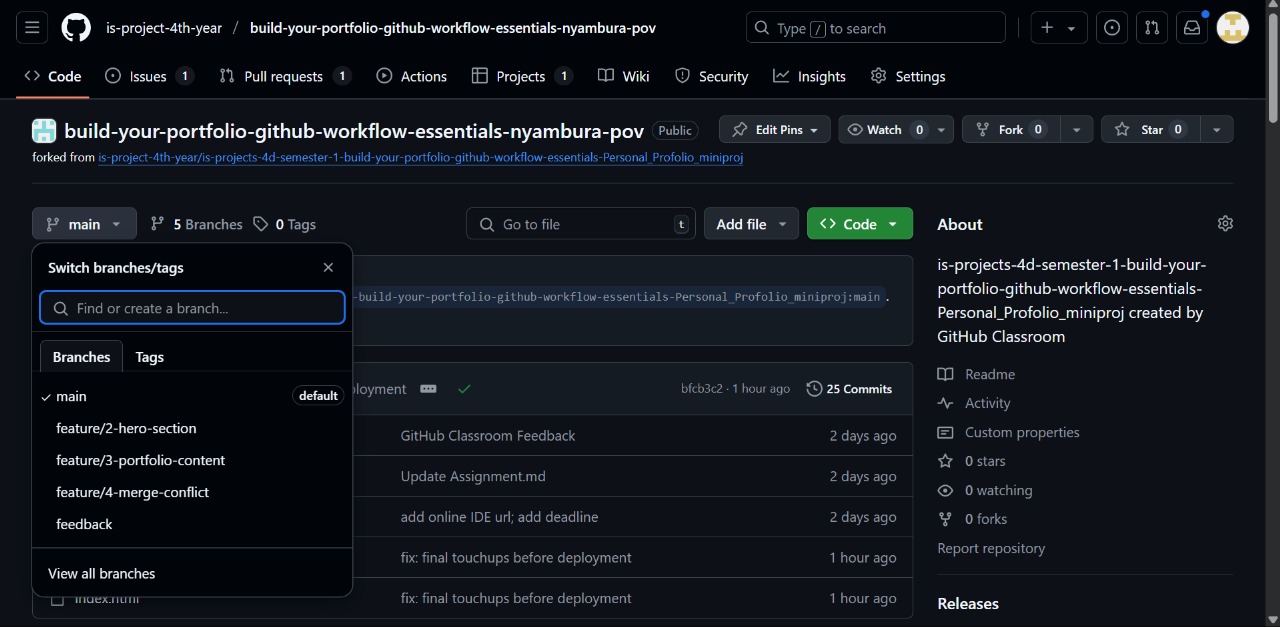 is-project-4th-year / build-your-portfolio-github-workflow-essentials-nyambura-pov
Type / to search
Code Issues 1 Pull requests 1 Actions Projects 1 Wiki Security Insights Settings
build-your-portfolio-github-workflow-essentials-nyambura-pov Public
Edit Pins Watch 0 Fork 0 Star 0
forked from is-project-4th-year/is-projects-4d-semester-1-build-your-portfolio-github-workflow-essentials-Personal_Profolio_miniproj
main 5 Branches 0 Tags Go to file t Add file Code
Switch branches/tags
Find or create a branch...
Branches Tags
main default
feature/2-hero-section
feature/3-portfolio-content
feature/4-merge-conflict
feedback
View all branches
-build-your-portfolio-github-workflow-essentials-Personal_Profolio_miniproj:main .
bfcb3c2 · 1 hour ago 25 Commits
GitHub Classroom Feedback 2 days ago
Update Assignment.md 2 days ago
add online IDE url; add deadline 2 days ago
fix: final touchups before deployment 1 hour ago
index.html fix: final touchups before deployment 1 hour ago
About
is-projects-4d-semester-1-build-your-
portfolio-github-workflow-essentials-
Personal_Profolio_miniproj created by
GitHub Classroom
Readme
Activity
Custom properties
0 stars
0 watching
0 forks
Report repository
Releases